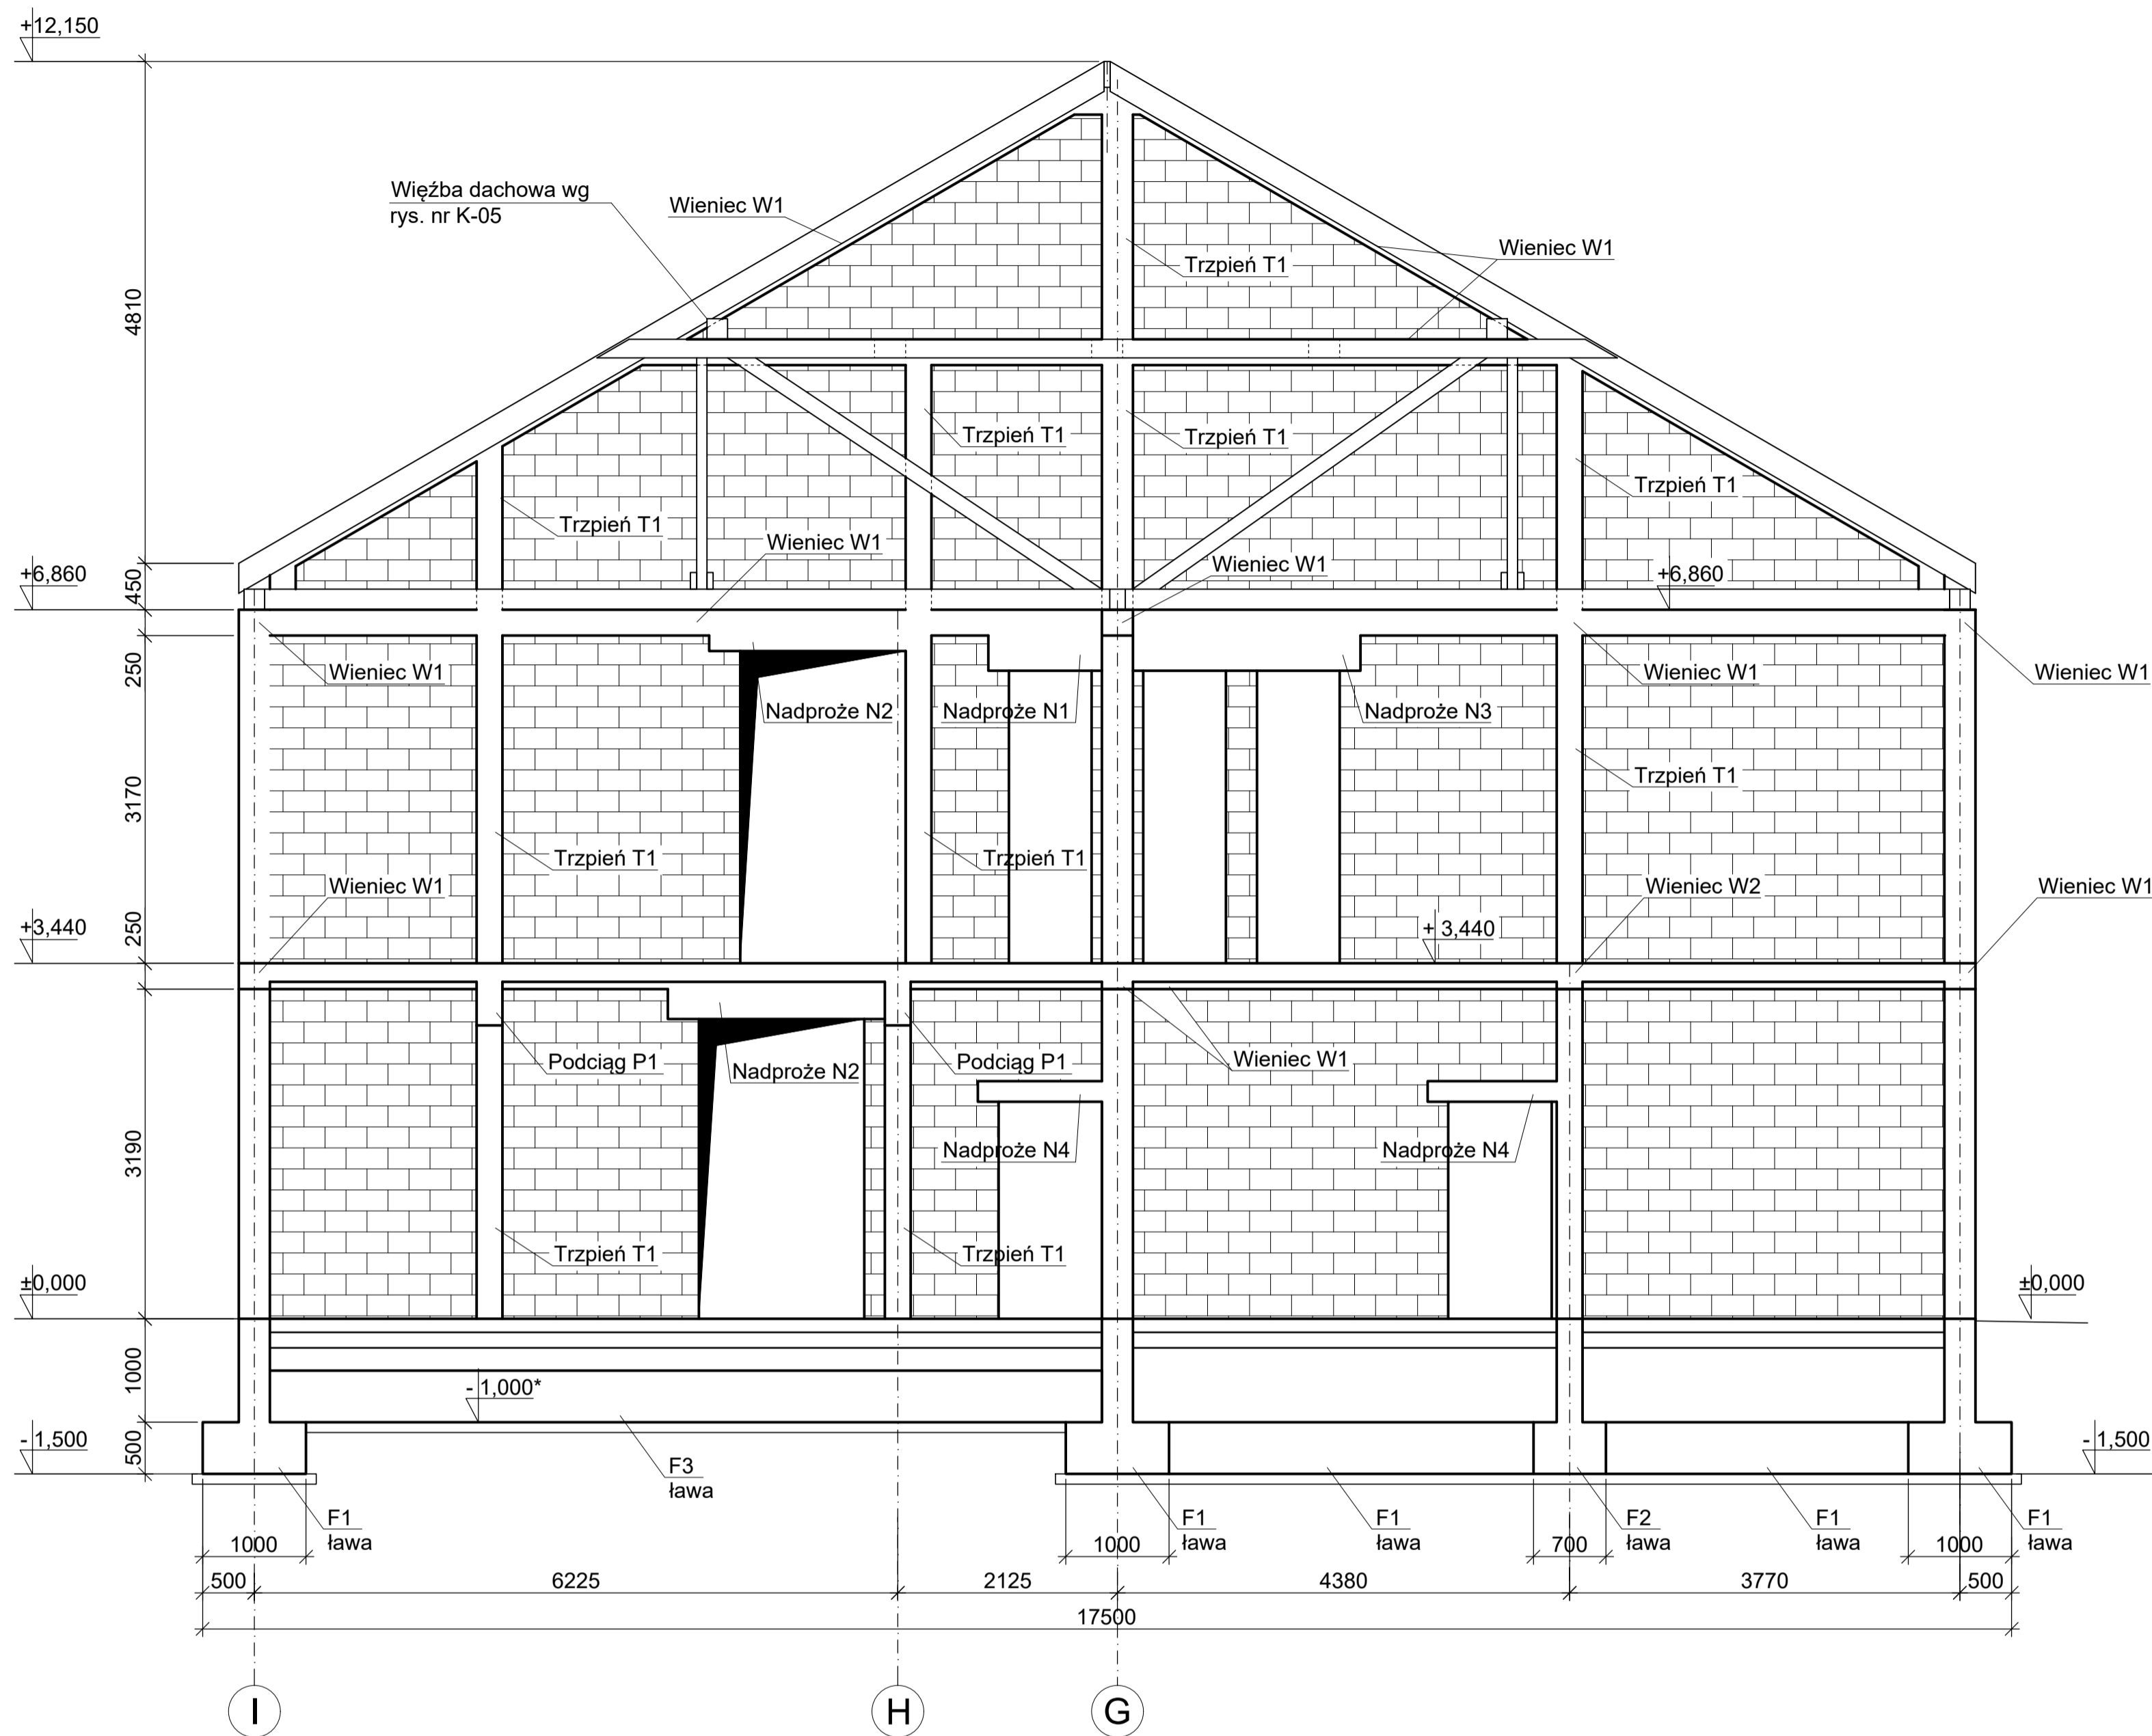 +12,150
Więźba dachowa wg
rys. nr K-05
Wieniec W1
Wieniec W1
Trzpień T1
4810
Trzpień T1
Trzpień T1
Trzpień T1
Trzpień T1
Wieniec W1
Wieniec W1
+6,860
450
+6,860
250
Wieniec W1
Wieniec W1
Wieniec W1
Nadproże N2
Nadproże N1
Nadproże N3
3170
Trzpień T1
Trzpień T1
Trzpień T1
Wieniec W1
Wieniec W2
Wieniec W1
+3,440
250
+ 3,440
Podciąg P1
Nadproże N2
Podciąg P1
Wieniec W1
3190
Nadproże N4
Nadproże N4
Trzpień T1
Trzpień T1
±0,000
±0,000
1000
- 1,000*
- 1,500
500
- 1,500
F3
ława
F1
ława
F1
ława
F1
ława
F2
ława
F1
ława
F1
ława
1000
1000
700
1000
500
6225
2125
4380
3770
500
17500
I
H
G